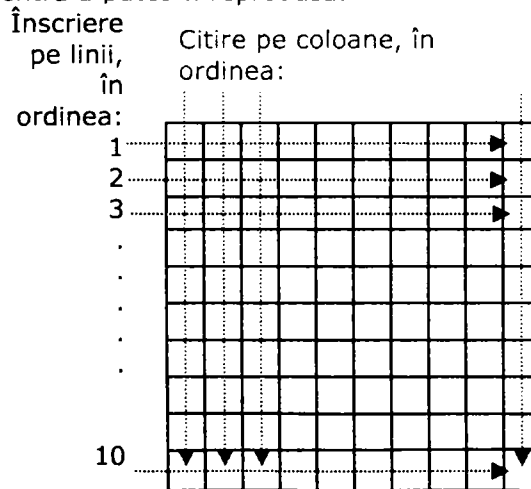 Înscriere
pe linii,
în
ordinea:
Citire pe coloane, în
ordinea:
1
2
3
.
.
.
.
10